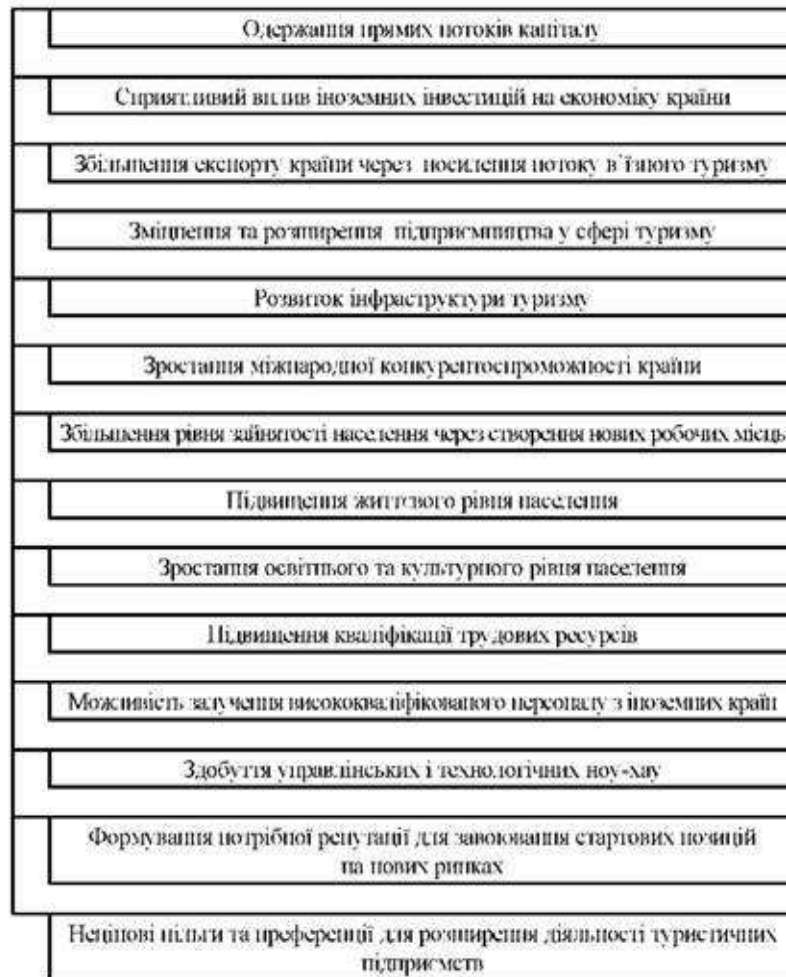 Одержання прямих потоків капіталу
Сприятливий вплив іноземних інвестицій на економіку країни
Збільшення експорту країни через посилення потоку в'їзного туризму
Зміцнення та розширення підприємництва у сфері туризму
Розвиток інфраструктури туризму
Зростання міжнародної конкурентоспроможності країни
Збільшення рівня зайнятості населення через створення нових робочих місць
Підвищення життєвого рівня населення
Зростання освітнього та культурного рівня населення
Підвищення кваліфікації трудових ресурсів
Можливість залучення висококваліфікованого персоналу з іноземних країн
Здобуття управлінських і технологічних ноу-хау
Формування потрібної репутації для завоювання стартових позицій
на нових ринках
Нецінові пільги та преференції для розширення діяльності туристичних
підприємств